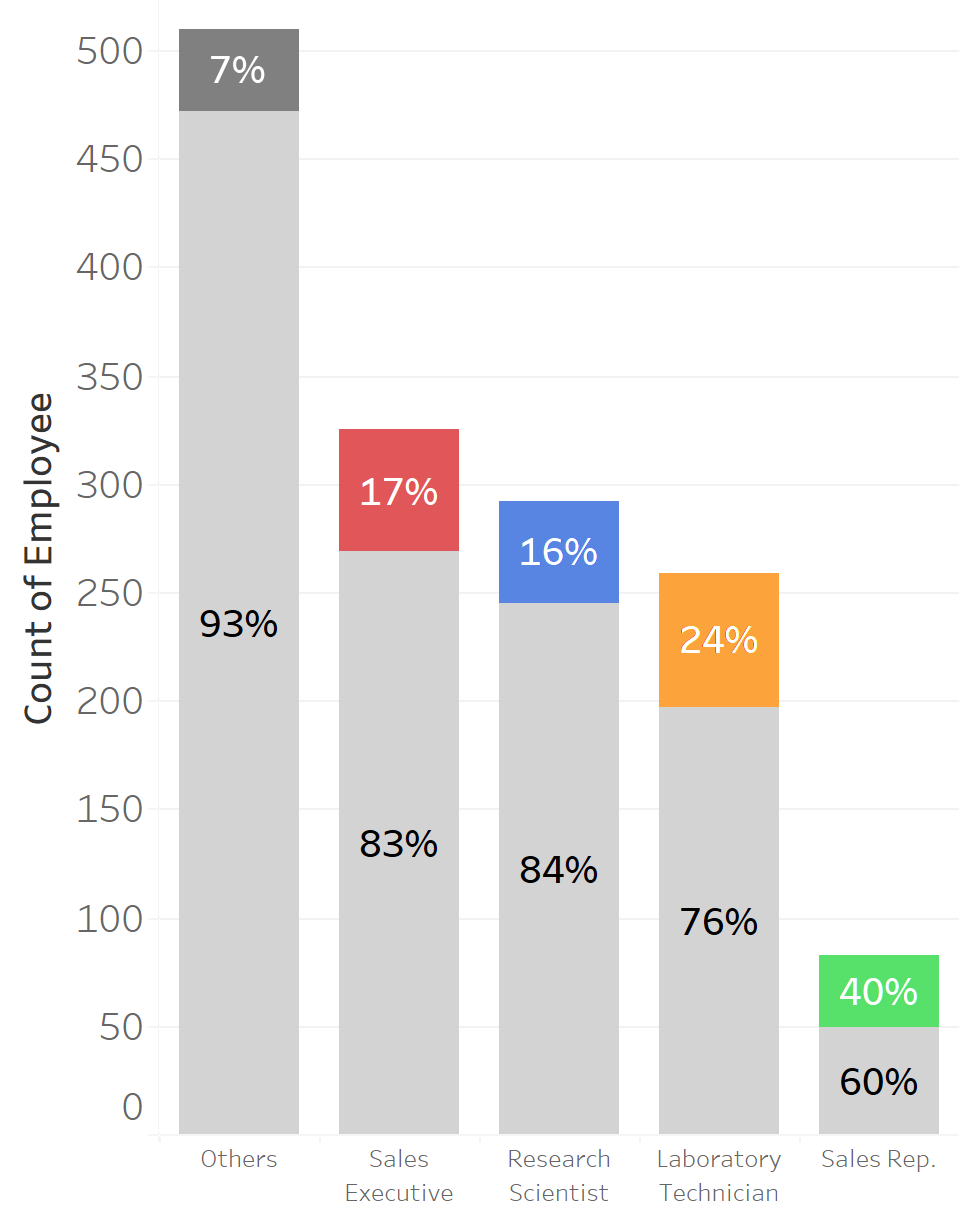 Count of Employee
500
450
400
350
300
250
200
150
100
50
0
7%
93%
17%
83%
16%
84%
24%
76%
40%
60%
Others
Sales
Executive
Research
Scientist
Laboratory
Technician
Sales Rep.